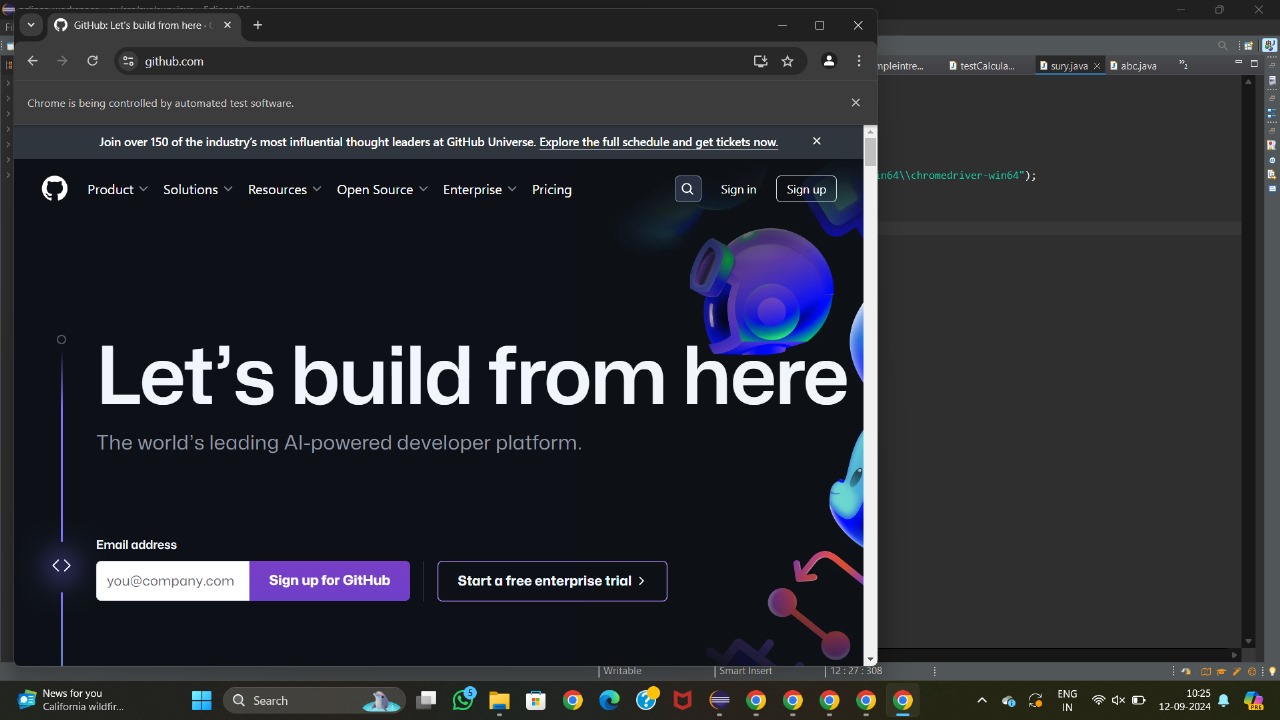 GitHub: Let's build from here ·
github.com
mpleintre...
testCalcula...
sury.java
abc.java
Chrome is being controlled by automated test software.
Join over 150 of the industry's most influential thought leaders at GitHub Universe. Explore the full schedule and get tickets now.
in64\\chromedriver-win64");
Product
Solutions
Resources
Open Source
Enterprise
Pricing
Sign in
Sign up
Let's build from here
The world's leading AI-powered developer platform.
Email address
you@company.com
Sign up for GitHub
Start a free enterprise trial
Writable
Smart Insert
12 : 27 : 308
News for you
California wildfir...
Search
5
ENG
IN
10:25
12-09-2024
PRE